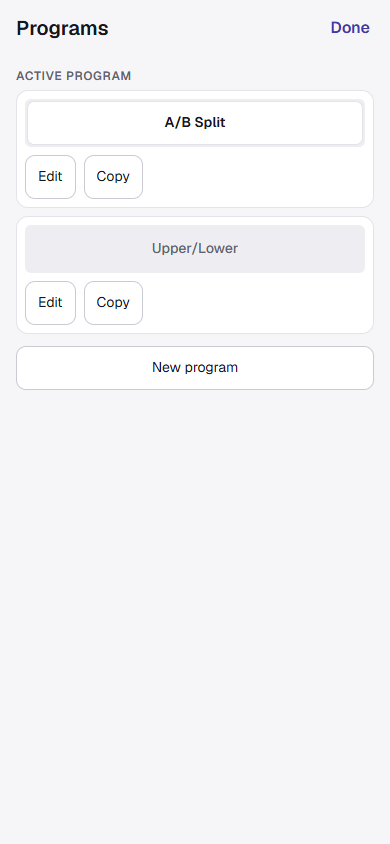 Programs
Done
ACTIVE PROGRAM
A/B Split
Edit
Copy
Upper/Lower
Edit
Copy
New program